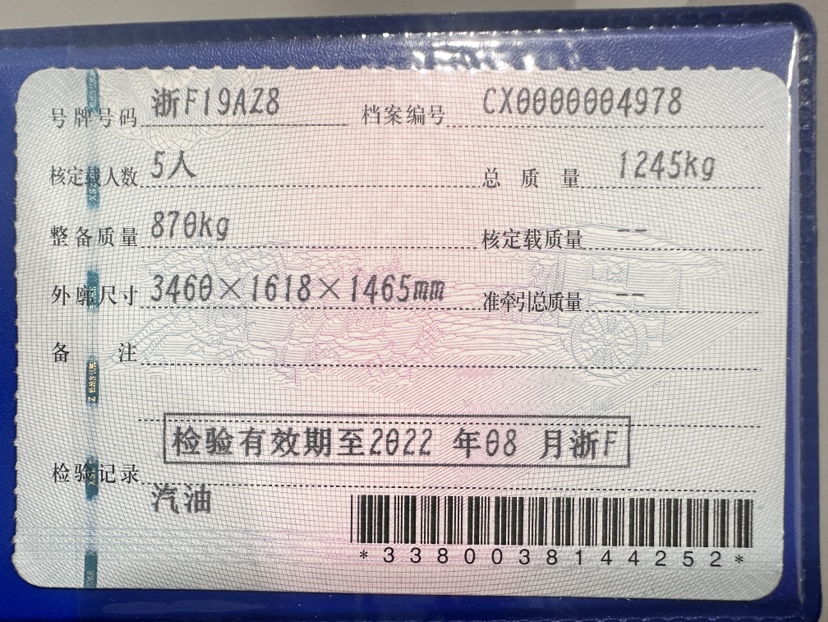 号牌号码 浙F19AZ8 档案编号 CX0000004978
核定载人数 5人 总质量 1245kg
整备质量 870kg 核定载质量 --
外廓尺寸 3460×1618×1465mm 准牵引总质量 --
备注
检验有效期至2022年08月浙F
检验记录
汽油
*3380038144252*